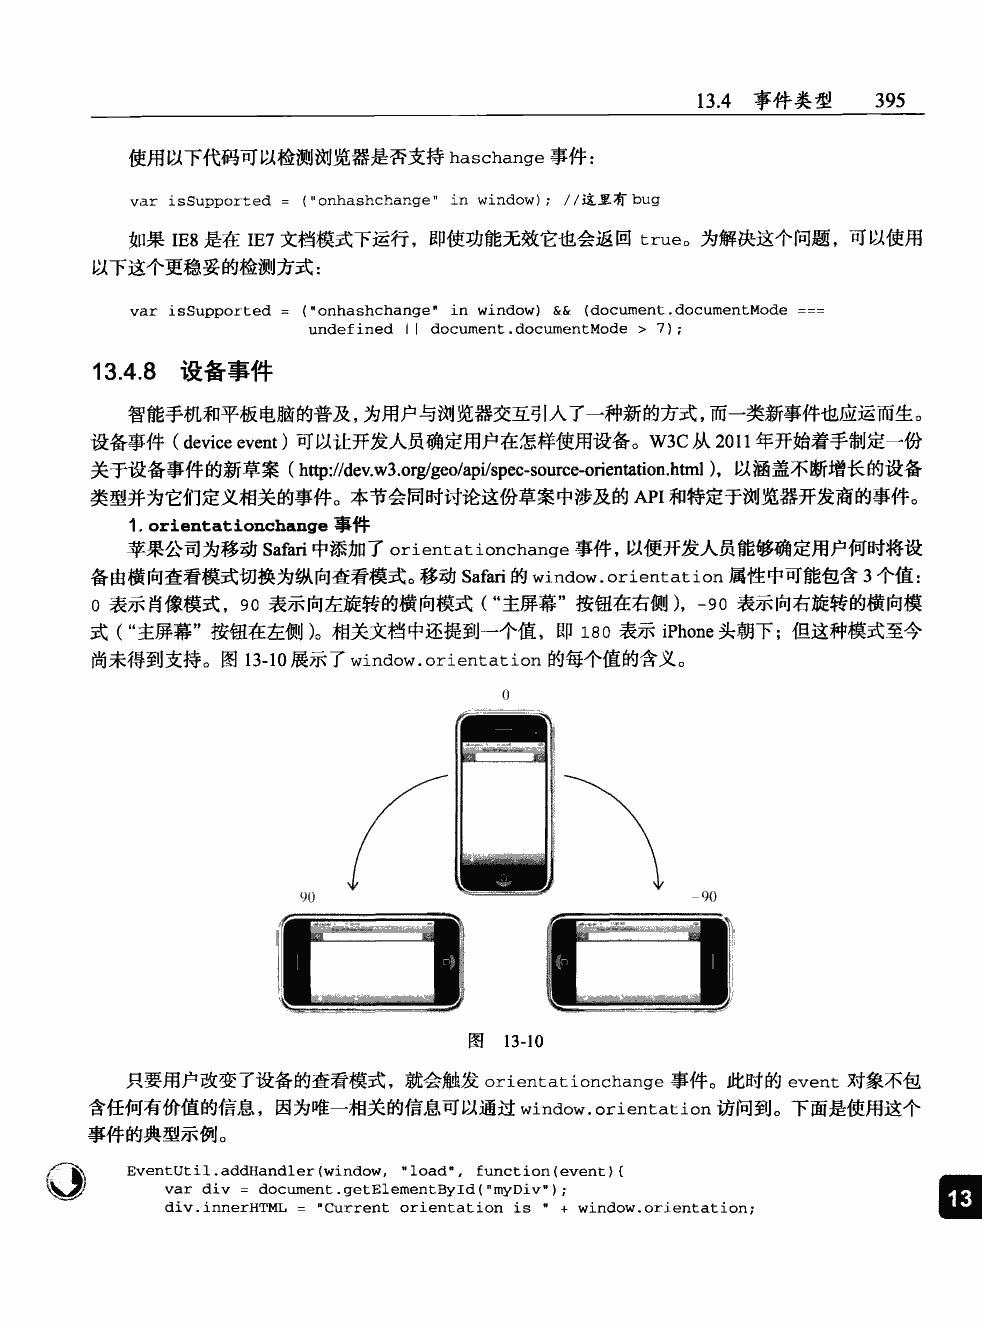 13.4 事件类型 395
使用以下代码可以检测浏览器是否支持 haschange 事件：
var isSupported = ("onhashchange" in window); //这里有 bug
如果 IE8 是在 IE7 文档模式下运行，即使功能无效它也会返回 true。为解决这个问题，可以使用
以下这个更稳妥的检测方式：
var isSupported = ("onhashchange" in window) && (document.documentMode ===
undefined || document.documentMode > 7);
13.4.8 设备事件
智能手机和平板电脑的普及，为用户与浏览器交互引入了一种新的方式，而一类新事件也应运而生。
设备事件（device event）可以让开发人员确定用户在怎样使用设备。W3C 从 2011 年开始着手制定一份
关于设备事件的新草案（http://dev.w3.org/geo/api/spec-source-orientation.html），以涵盖不断增长的设备
类型并为它们定义相关的事件。本节会同时讨论这份草案中涉及的 API 和特定于浏览器开发商的事件。
1. orientationchange 事件
苹果公司为移动 Safari 中添加了 orientationchange 事件，以便开发人员能够确定用户何时将设
备由横向查看模式切换为纵向查看模式。移动 Safari 的 window.orientation 属性中可能包含 3 个值：
0 表示肖像模式，90 表示向左旋转的横向模式（“主屏幕”按钮在右侧），-90 表示向右旋转的横向模
式（“主屏幕”按钮在左侧）。相关文档中还提到一个值，即 180 表示 iPhone 头朝下；但这种模式至今
尚未得到支持。图 13-10 展示了 window.orientation 的每个值的含义。
0
90
-90
图 13-10
只要用户改变了设备的查看模式，就会触发 orientationchange 事件。此时的 event 对象不包
含任何有价值的信息，因为唯一相关的信息可以通过 window.orientation 访问到。下面是使用这个
事件的典型示例。
EventUtil.addHandler(window, "load", function(event){
var div = document.getElementById("myDiv");
div.innerHTML = "Current orientation is " + window.orientation;
13